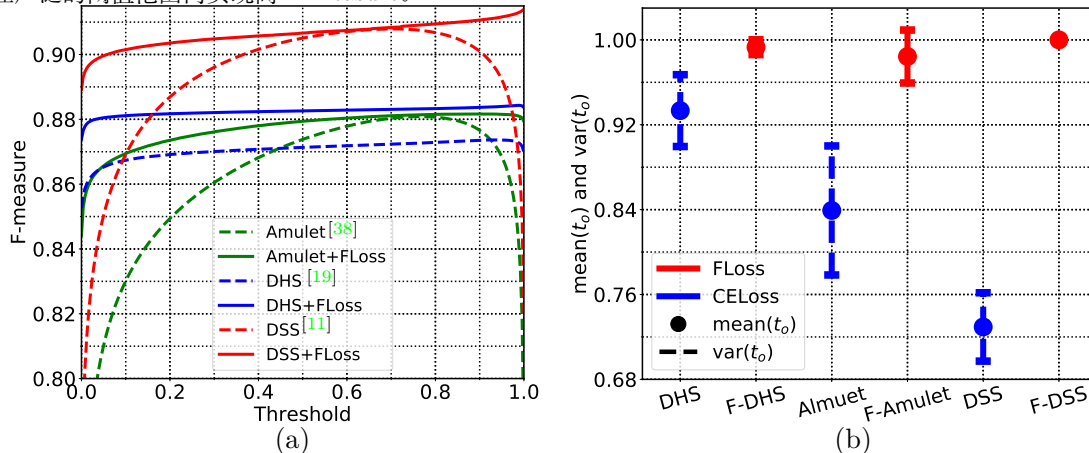 0.90
0.88
0.86
0.84
0.82
0.80
F-measure
0.0 0.2 0.4 0.6 0.8 1.0
Threshold
Amulet[38]
Amulet+FLoss
DHS[19]
DHS+FLoss
DSS[11]
DSS+FLoss
(a)
1.00
0.92
0.84
0.76
0.68
mean(t_o) and var(t_o)
FLoss
CELoss
mean(t_o)
var(t_o)
DHS F-DHS Almuet F-Amulet DSS F-DSS
(b)